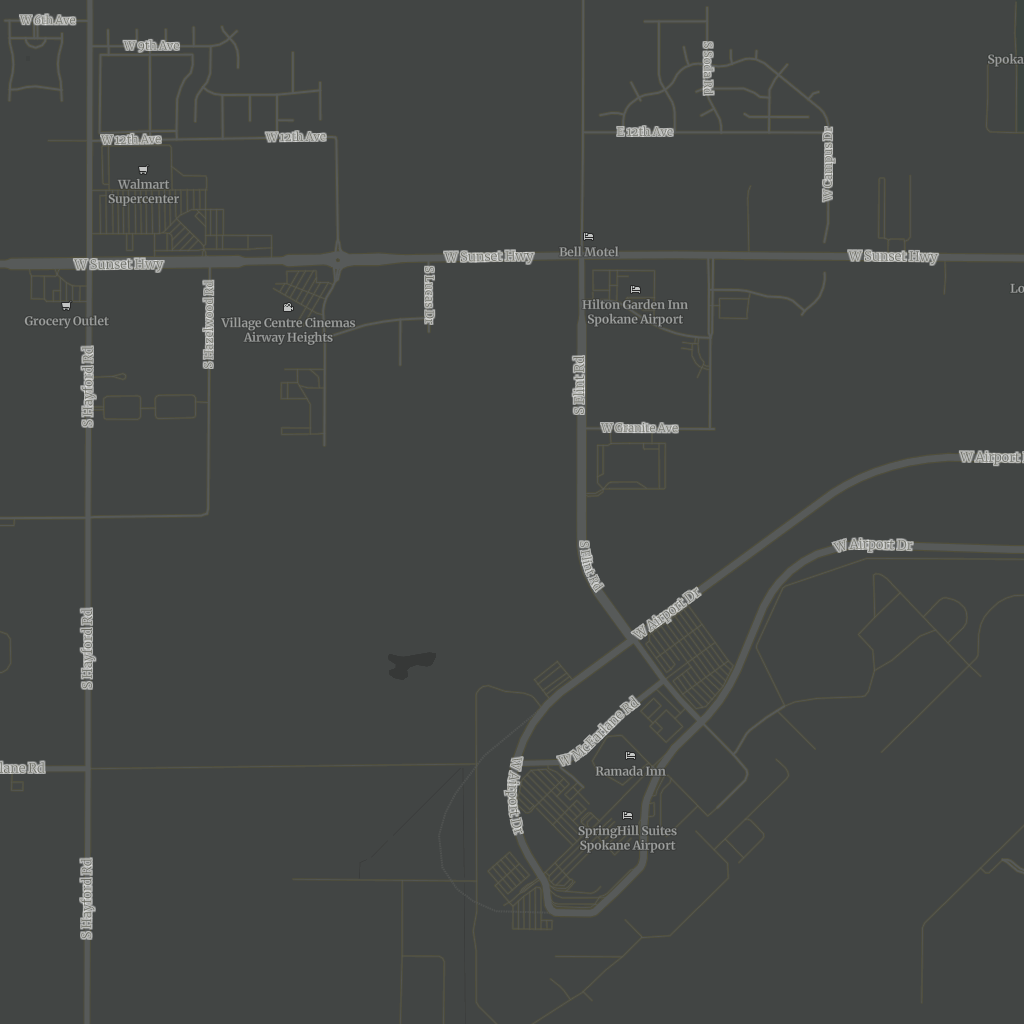 W 6th Ave
W 9th Ave
S Soda Rd
Spoka
W 12th Ave
W 12th Ave
E 12th Ave
W Campus Dr
Walmart
Supercenter
Bell Motel
W Sunset Hwy
W Sunset Hwy
W Sunset Hwy
S Lucas Dr
S Hazelwood Rd
Lo
Hilton Garden Inn
Spokane Airport
Grocery Outlet
Village Centre Cinemas
Airway Heights
S Hayford Rd
S Flint Rd
W Granite Ave
W Airport
W Airport Dr
S Flint Rd
W Airport Dr
S Hayford Rd
W McFarlane Rd
lane Rd
W Airport Dr
Ramada Inn
SpringHill Suites
Spokane Airport
S Hayford Rd